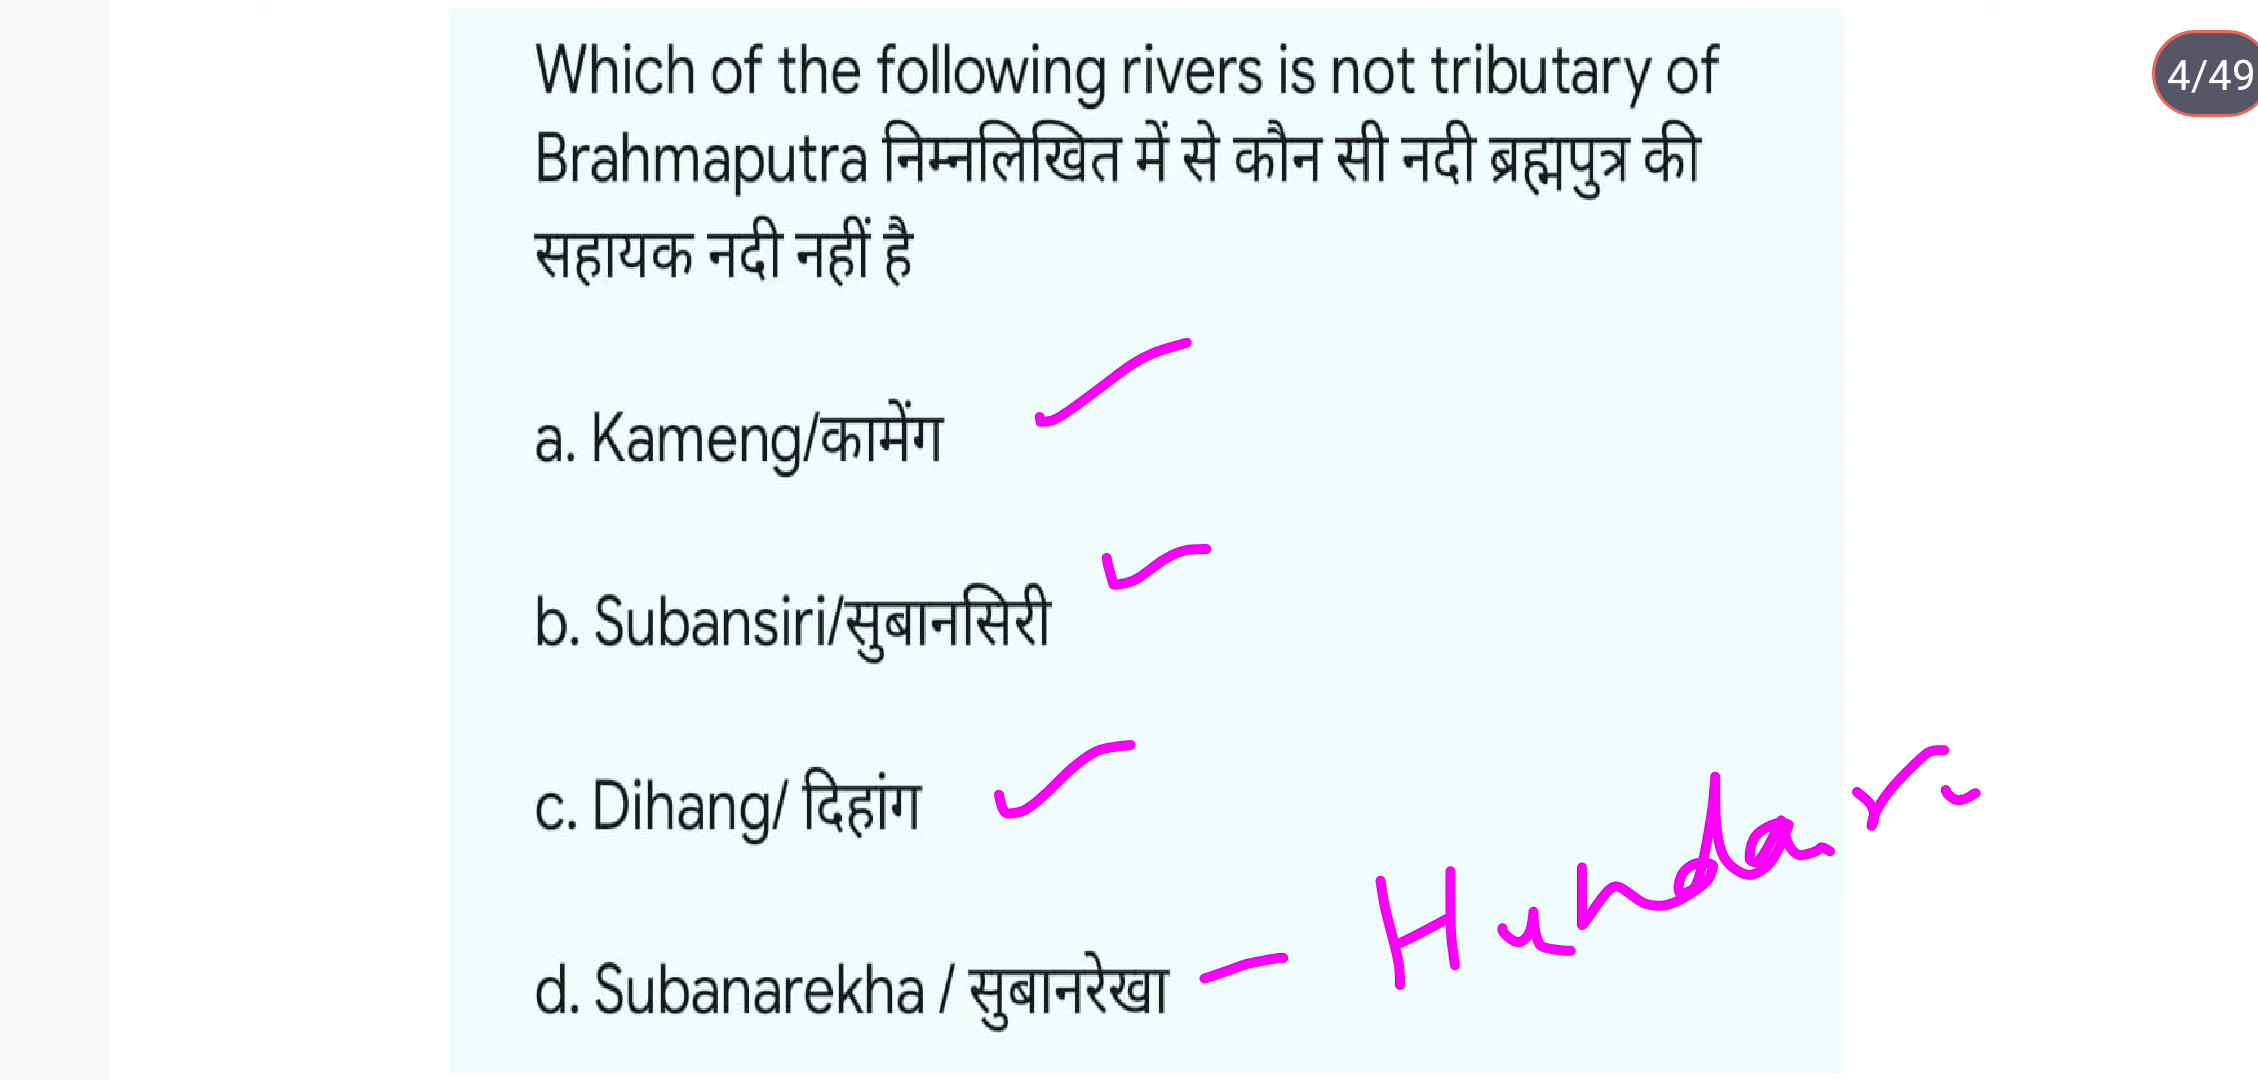 Which of the following rivers is not tributary of
Brahmaputra निम्नलिखित में से कौन सी नदी ब्रह्मपुत्र की
सहायक नदी नहीं है
4/49
a. Kameng/कामेंग
b. Subansiri/सुबानसिरी
c. Dihang/ दिहांग
d. Subanarekha / सुबानरेखा – Hundaru